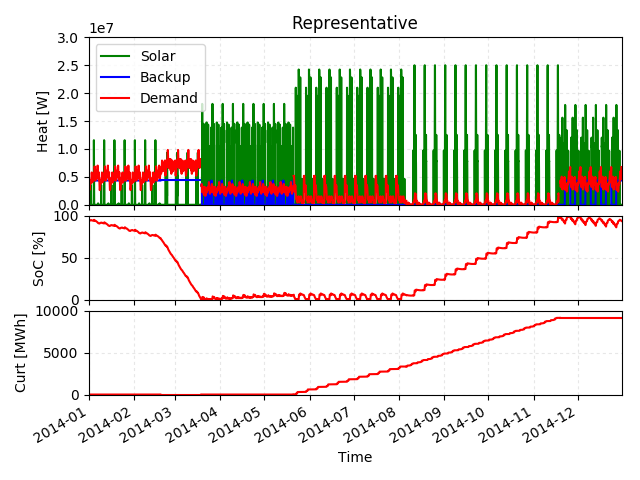 Representative
1e7
Heat [W]
3.0
2.5
2.0
1.5
1.0
0.5
0.0
Solar
Backup
Demand
SoC [%]
100
50
0
Curt [MWh]
10000
5000
0
2014-01
2014-02
2014-03
2014-04
2014-05
2014-06
2014-07
2014-08
2014-09
2014-10
2014-11
2014-12
Time